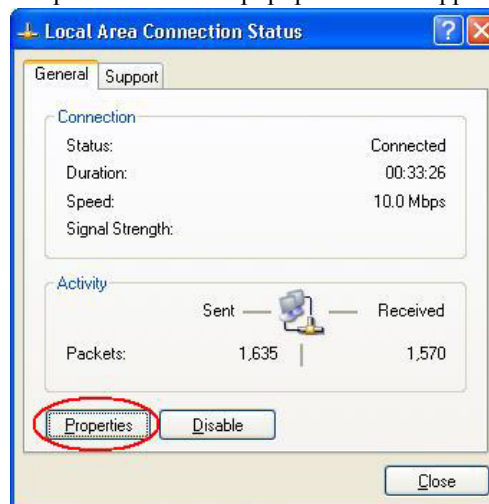 Local Area Connection Status
General Support
Connection
Status: Connected
Duration: 00:33:26
Speed: 10.0 Mbps
Signal Strength:
Activity
Sent — — Received
Packets: 1,635 | 1,570
Properties Disable
Close